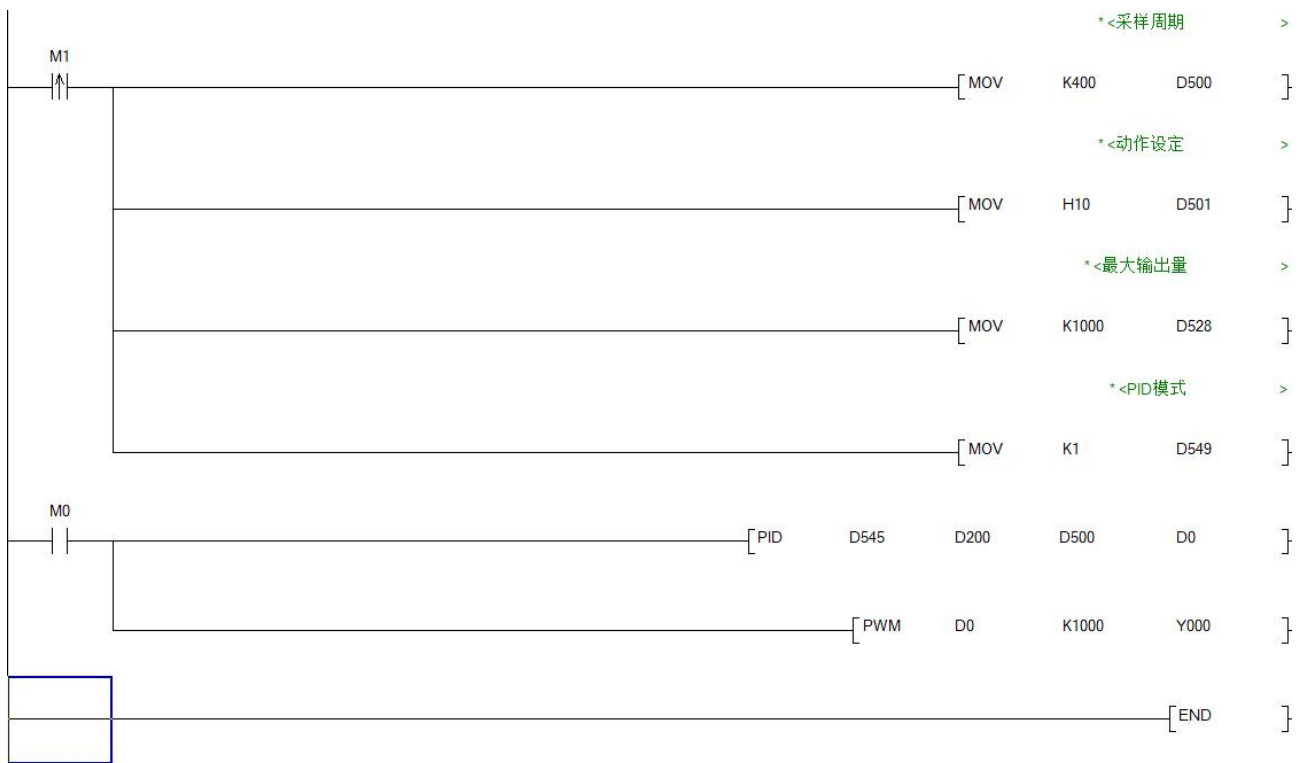 *<采样周期 >
M1
MOV K400 D500
*<动作设定 >
MOV H10 D501
*<最大输出量 >
MOV K1000 D528
*<PID模式 >
MOV K1 D549
M0
PID D545 D200 D500 D0
PWM D0 K1000 Y000
END